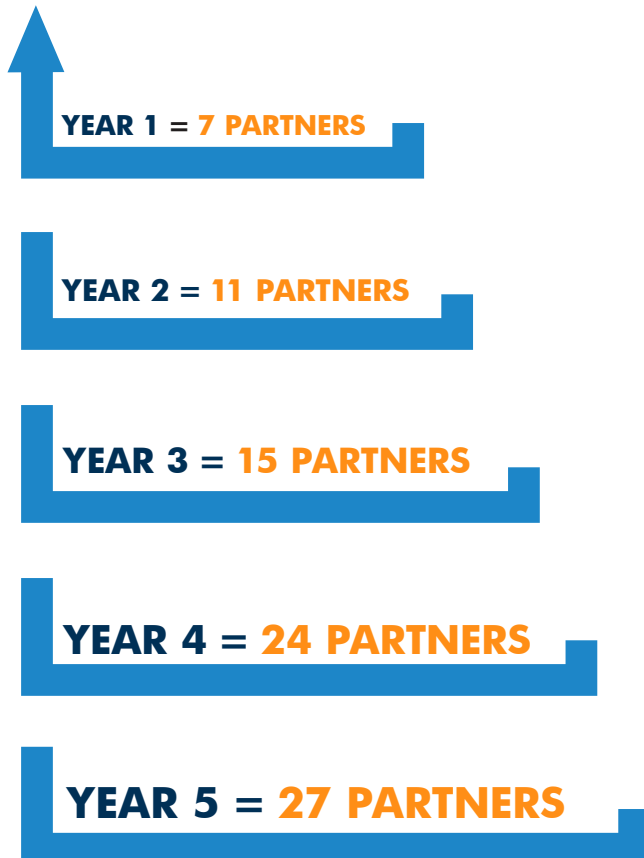 YEAR 1 = 7 PARTNERS
YEAR 2 = 11 PARTNERS
YEAR 3 = 15 PARTNERS
YEAR 4 = 24 PARTNERS
YEAR 5 = 27 PARTNERS